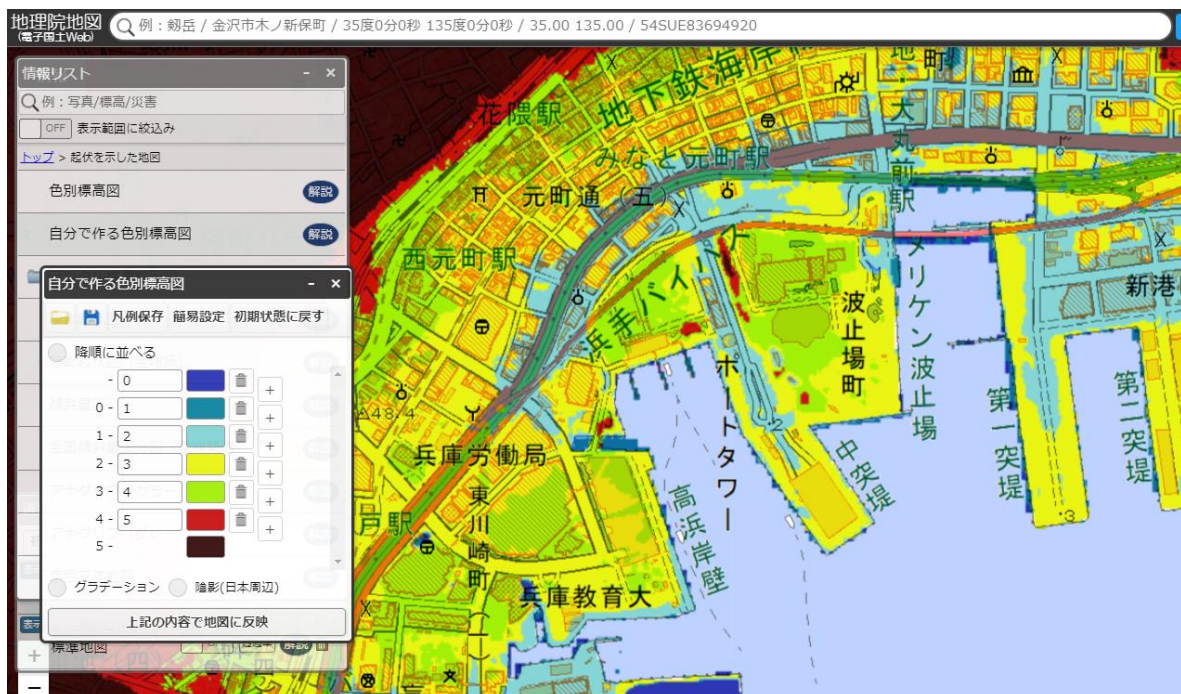 地理院地図
(電子国土Web)
例：剱岳 / 金沢市木ノ新保町 / 35度0分0秒 135度0分0秒 / 35.00 135.00 / 54SUE83694920
情報リスト
例：写真/標高/災害
OFF 表示範囲に絞込み
トップ > 起伏を示した地図
色別標高図 解説
自分で作る色別標高図 解説
自分で作る色別標高図
凡例保存 簡易設定 初期状態に戻す
降順に並べる
- 0
0 - 1
1 - 2
2 - 3
3 - 4
4 - 5
5 -
グラデーション 陰影(日本周辺)
上記の内容で地図に反映
標準地図 解説
花隈駅
地下鉄海岸
みなと元町駅
元町通(五)
西元町駅
地・大丸前駅
町
メリケン波止場
浜手バイパス
波止場町
ポートタワー
中突堤
高浜岸壁
第一突堤
第二突堤
新港
兵庫労働局
東川崎町(一)
戸駅
兵庫教育大
48.4
2
3